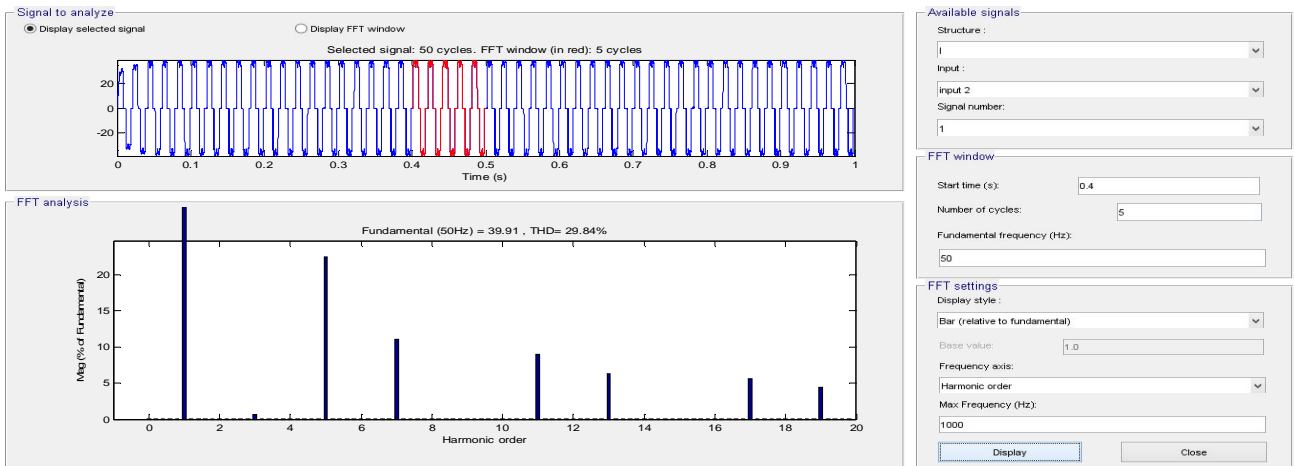 Signal to analyze
Display selected signal
Display FFT window
Selected signal: 50 cycles. FFT window (in red): 5 cycles
20
0
-20
0 0.1 0.2 0.3 0.4 0.5 0.6 0.7 0.8 0.9 1
Time (s)
FFT analysis
Fundamental (50Hz) = 39.91 , THD= 29.84%
Mag (% of Fundamental)
20
15
10
5
0
0 2 4 6 8 10 12 14 16 18 20
Harmonic order
Available signals
Structure :
I
Input :
input 2
Signal number:
1
FFT window
Start time (s):
0.4
Number of cycles:
5
Fundamental frequency (Hz):
50
FFT settings
Display style :
Bar (relative to fundamental)
Base value:
1.0
Frequency axis:
Harmonic order
Max Frequency (Hz):
1000
Display
Close